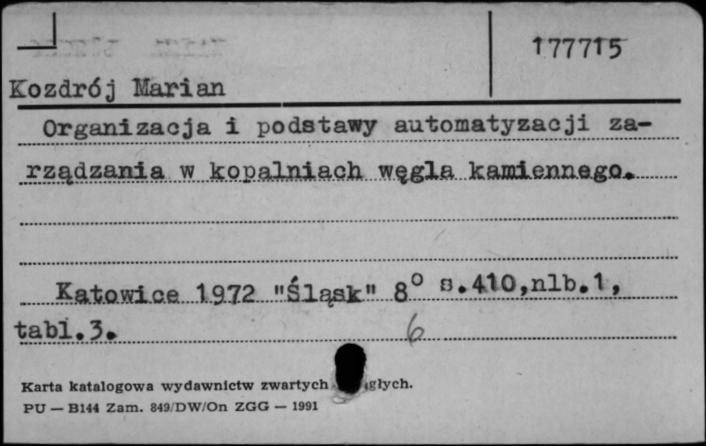 177715
Kozdrój Marian
Organizacja i podstawy automatyzacji za-
rządzania w kopalniach węgla kamiennego.
Katowice 1972 "Śląsk" 8° s.410,nlb.1,
tabl.3.
6
Karta katalogowa wydawnictw zwartych głych.
PU — B144 Zam. 849/DW/On ZGG — 1991